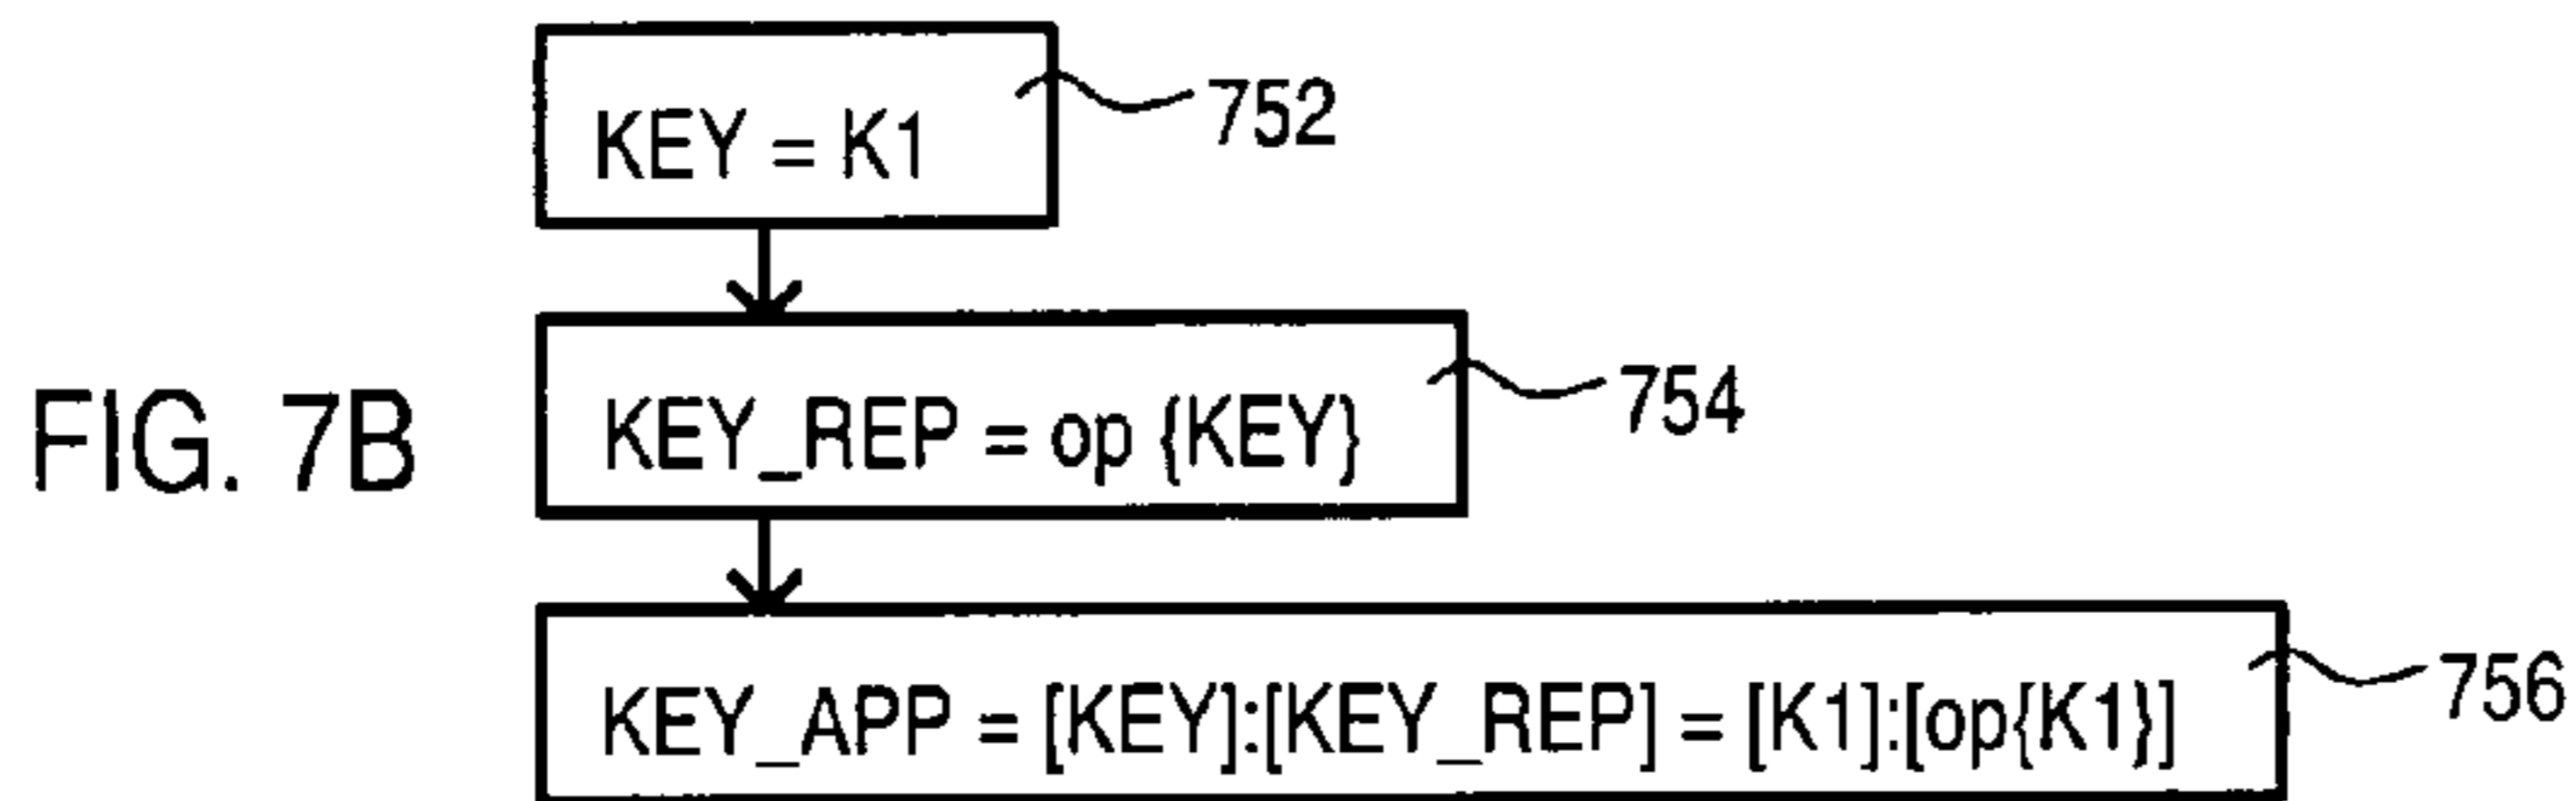 KEY = K1
752
KEY_REP = op {KEY}
754
FIG. 7B
KEY_APP = [KEY]:[KEY_REP] = [K1]:[op{K1}]
756